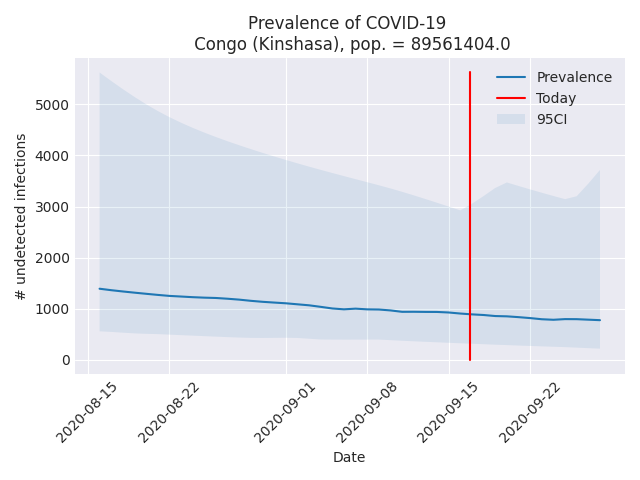 Prevalence of COVID-19
Congo (Kinshasa), pop. = 89561404.0
Prevalence
Today
95CI
# undetected infections
5000
4000
3000
2000
1000
0
2020-08-15
2020-08-22
2020-09-01
2020-09-08
2020-09-15
2020-09-22
Date